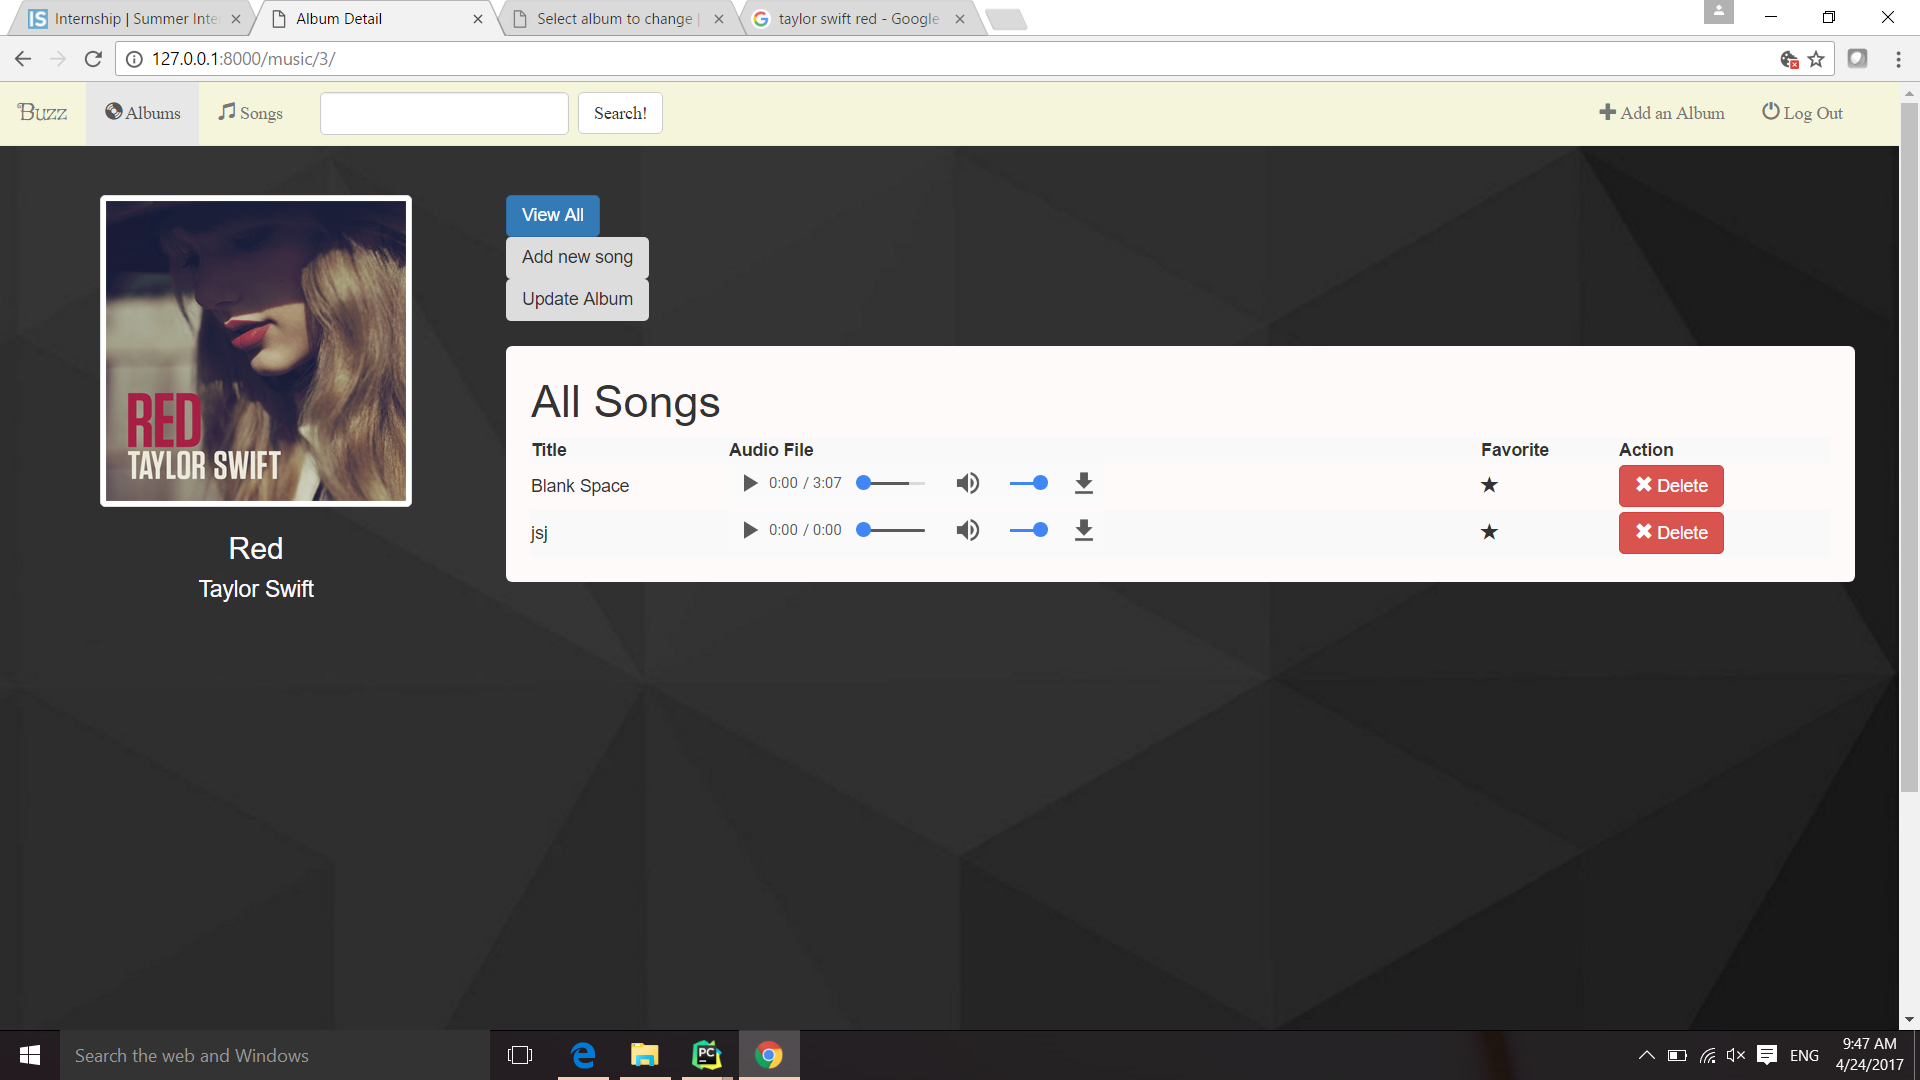 Internship | Summer Inte
Album Detail
Select album to change |
taylor swift red - Google
127.0.0.1:8000/music/3/
Buzz
Albums
Songs
Search!
Add an Album
Log Out
RED
TAYLOR SWIFT
Red
Taylor Swift
View All
Add new song
Update Album
All Songs
Title Audio File Favorite Action
Blank Space 0:00 / 3:07 Delete
jsj 0:00 / 0:00 Delete
Search the web and Windows
PC
ENG
9:47 AM
4/24/2017